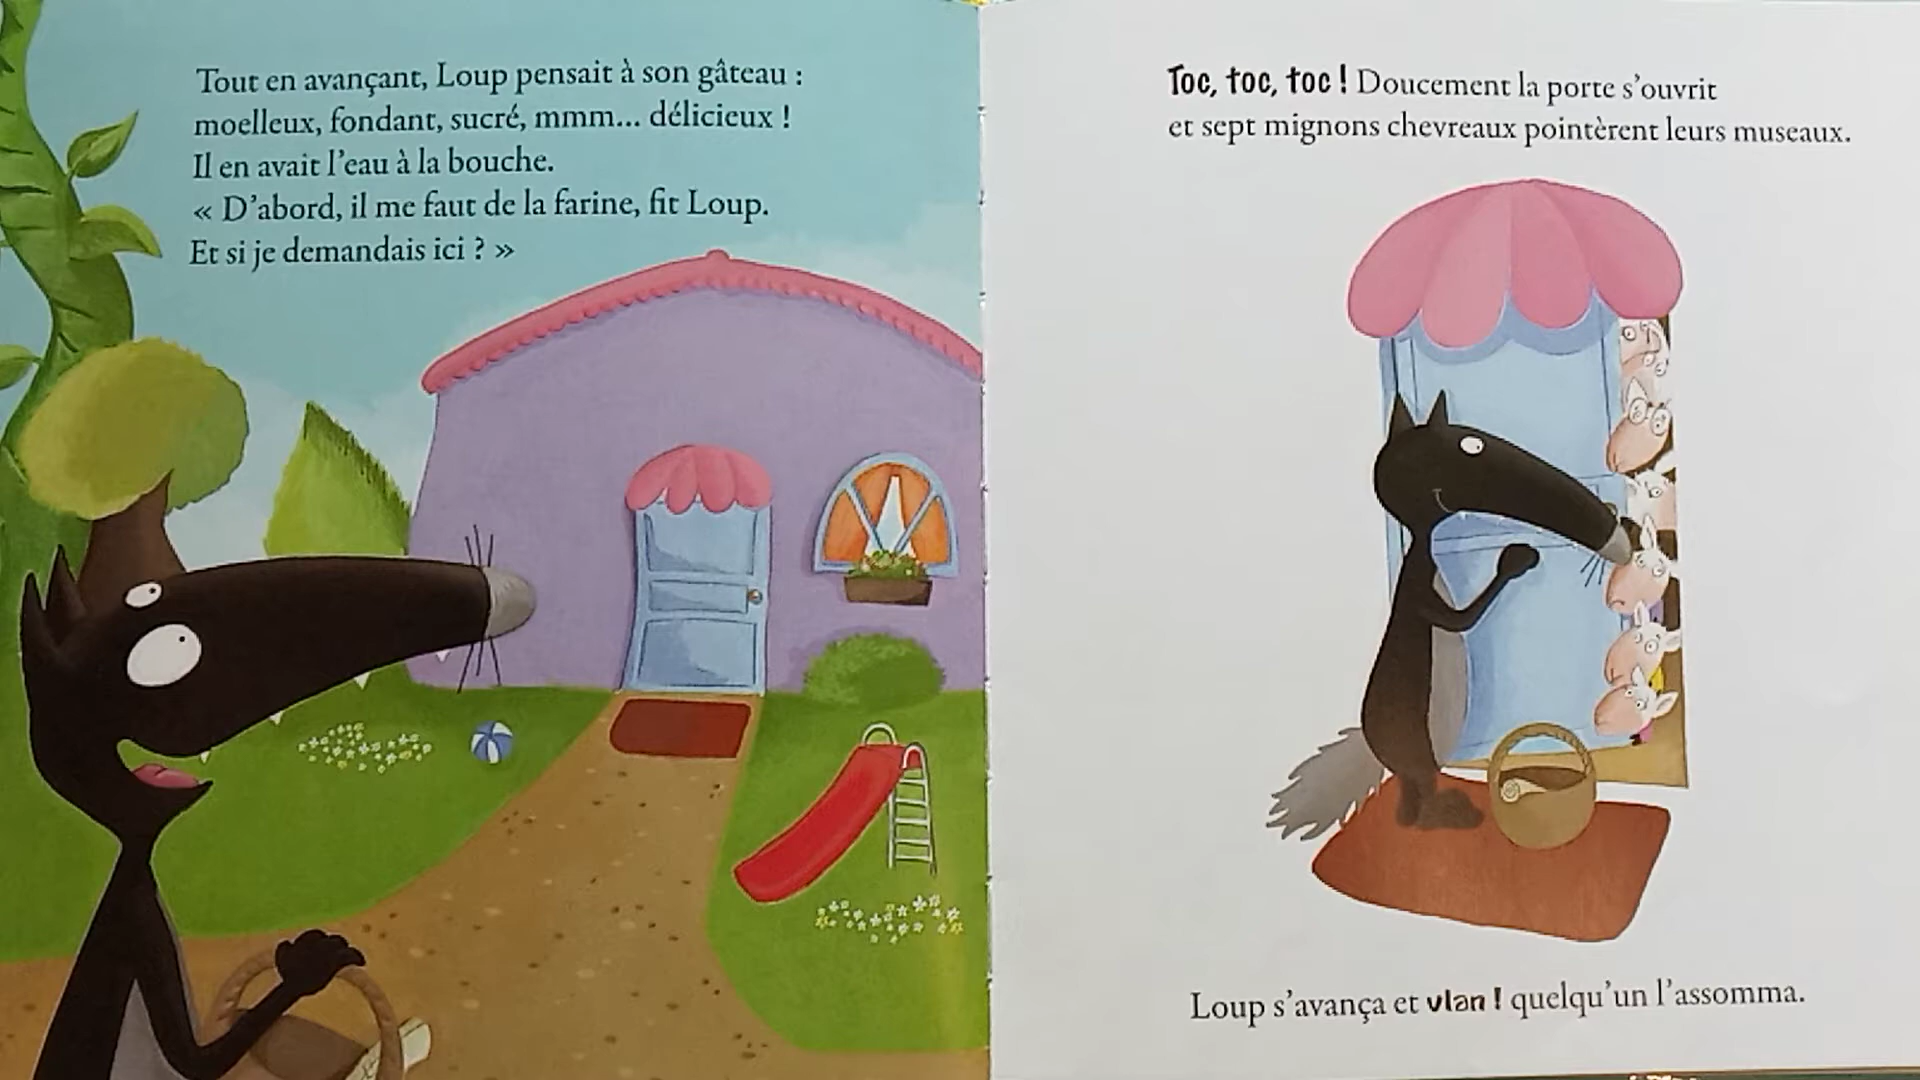 Tout en avançant, Loup pensait à son gâteau :
moelleux, fondant, sucré, mmm... délicieux !
Il en avait l'eau à la bouche.
« D'abord, il me faut de la farine, fit Loup.
Et si je demandais ici ? »
Toc, toc, toc ! Doucement la porte s'ouvrit
et sept mignons chevreaux pointèrent leurs museaux.
Loup s'avança et vlan ! quelqu'un l'assomma.